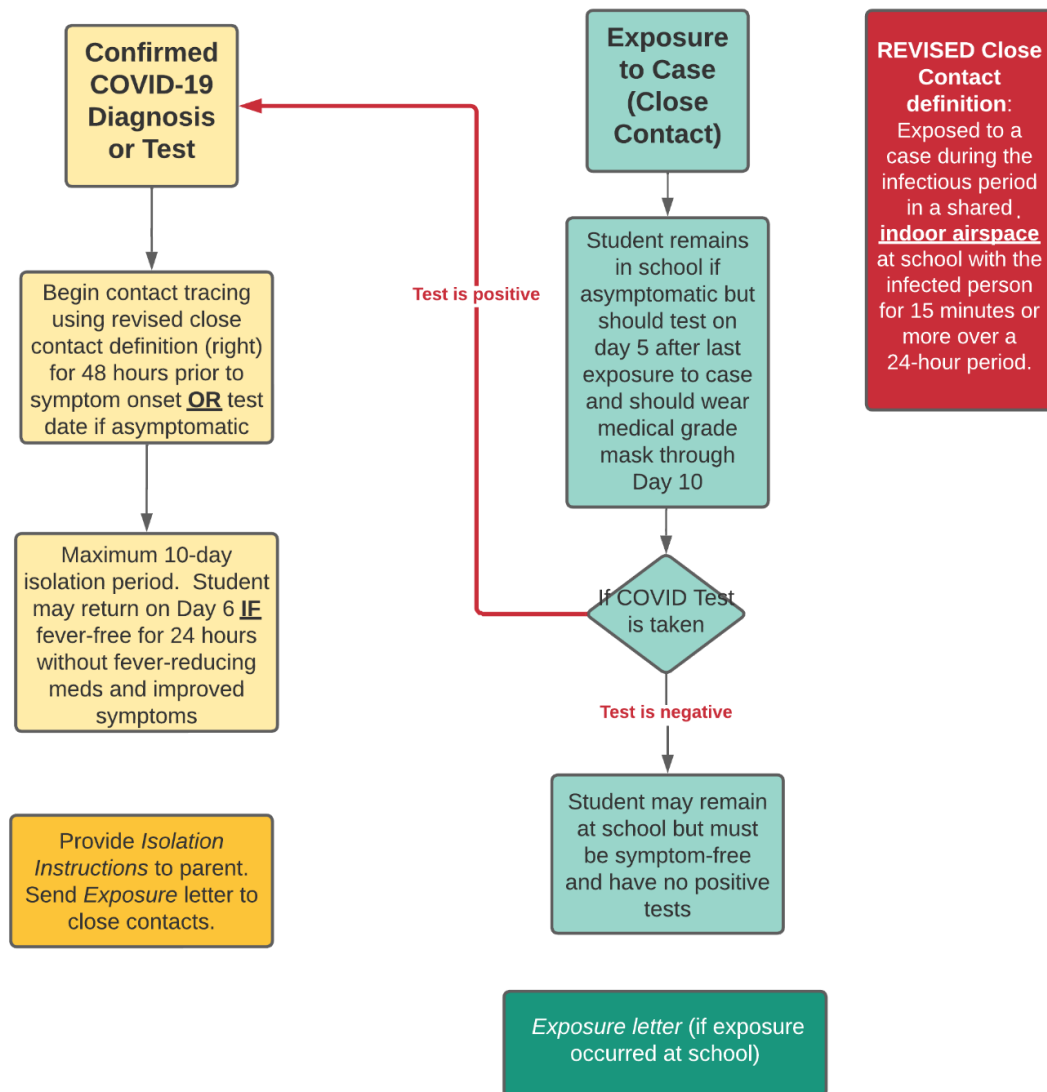 Confirmed
COVID-19
Diagnosis
or Test
Begin contact tracing
using revised close
contact definition (right)
for 48 hours prior to
symptom onset OR test
date if asymptomatic
Maximum 10-day
isolation period.  Student
may return on Day 6 IF
fever-free for 24 hours
without fever-reducing
meds and improved
symptoms
Provide Isolation
Instructions to parent.
Send Exposure letter to
close contacts.
Test is positive
Exposure
to Case
(Close
Contact)
Student remains
in school if
asymptomatic but
should test on
day 5 after last
exposure to case
and should wear
medical grade
mask through
Day 10
If COVID Test
is taken
Test is negative
Student may remain
at school but must
be symptom-free
and have no positive
tests
Exposure letter (if exposure
occurred at school)
REVISED Close
Contact
definition:
Exposed to a
case during the
infectious period
in a shared
indoor airspace
at school with the
infected person
for 15 minutes or
more over a
24-hour period.